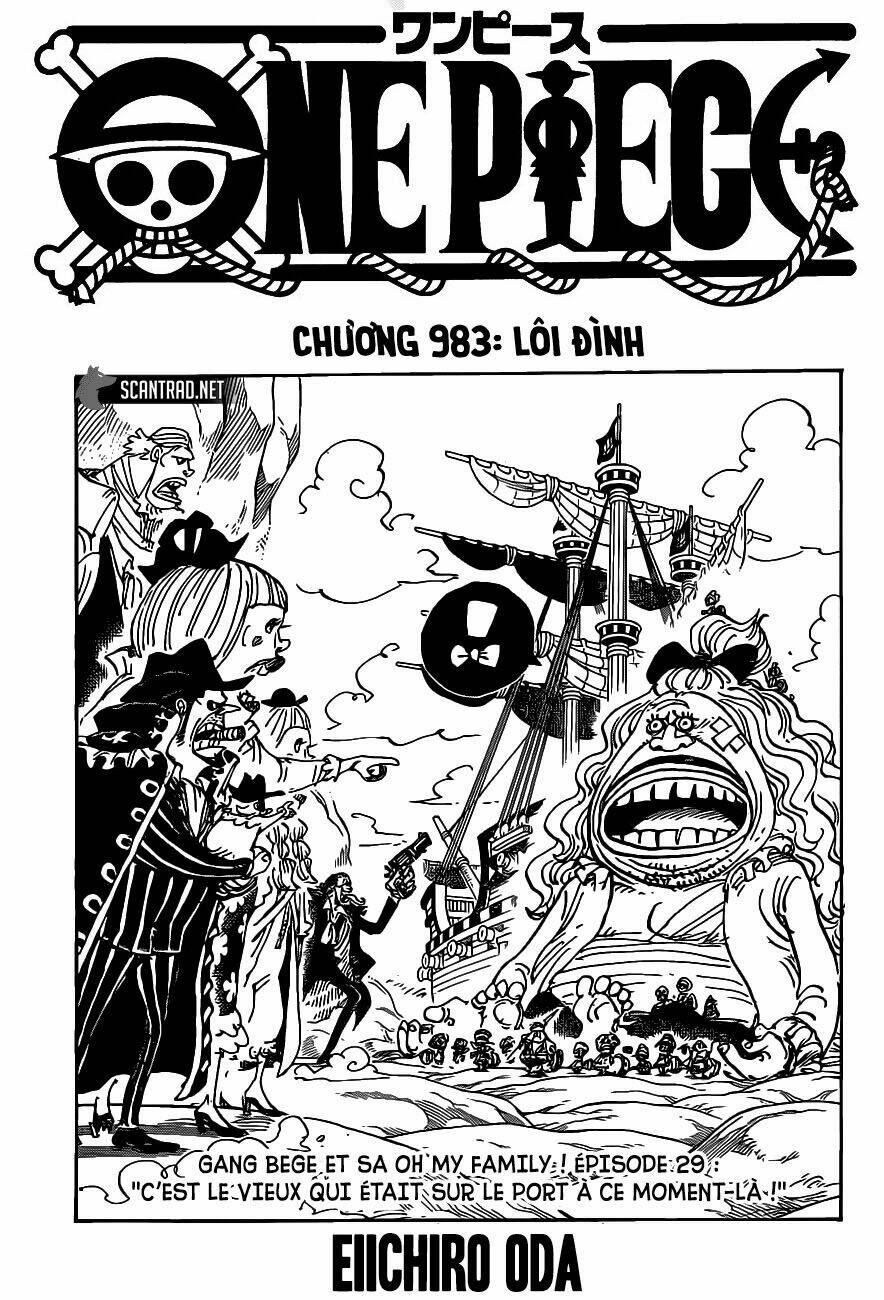 ワンピース
ONE PIECE
CHƯƠNG 983: LÔI ĐÌNH
SCANTRAD.NET
GANG BEGE ET SA OH MY FAMILY ! ÉPISODE 29 :
"C'EST LE VIEUX QUI ÉTAIT SUR LE PORT À CE MOMENT-LÀ !"
EIICHIRO ODA